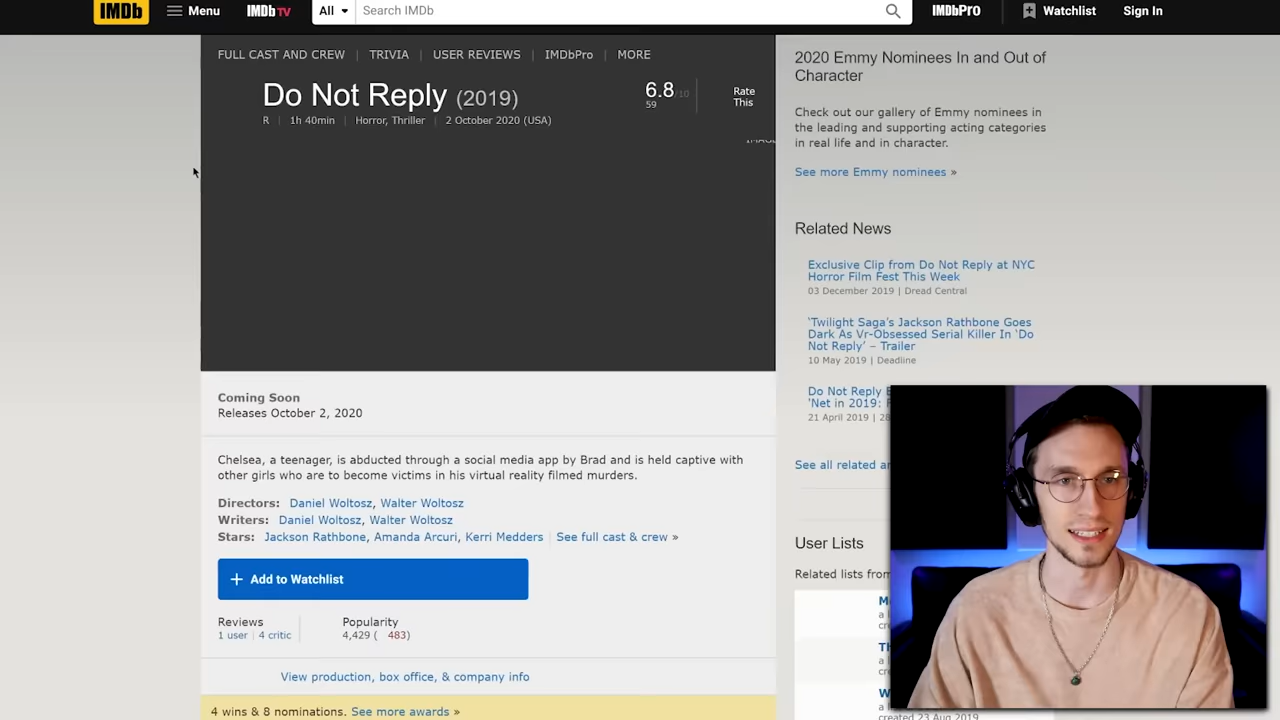 IMDb Menu IMDb TV All Search IMDb IMDbPRO Watchlist Sign In
FULL CAST AND CREW | TRIVIA | USER REVIEWS | IMDbPro | MORE
Do Not Reply (2019)
6.8/10
59
Rate
This
R | 1h 40min | Horror, Thriller | 2 October 2020 (USA)
Coming Soon
Releases October 2, 2020
Chelsea, a teenager, is abducted through a social media app by Brad and is held captive with
other girls who are to become victims in his virtual reality filmed murders.
Directors: Daniel Woltosz, Walter Woltosz
Writers: Daniel Woltosz, Walter Woltosz
Stars: Jackson Rathbone, Amanda Arcuri, Kerri Medders | See full cast & crew »
+ Add to Watchlist
Reviews
1 user | 4 critic
Popularity
4,429 ( 483)
View production, box office, & company info
4 wins & 8 nominations. See more awards »
2020 Emmy Nominees In and Out of
Character
Check out our gallery of Emmy nominees in
the leading and supporting acting categories
in real life and in character.
See more Emmy nominees »
Related News
Exclusive Clip from Do Not Reply at NYC
Horror Film Fest This Week
03 December 2019 | Dread Central
‘Twilight Saga’s Jackson Rathbone Goes
Dark As Vr-Obsessed Serial Killer In ‘Do
Not Reply’ – Trailer
10 May 2019 | Deadline
Do Not Reply
'Net in 2019:
21 April 2019 | 28
See all related
User Lists
Related lists from
created 23 Aug 2019